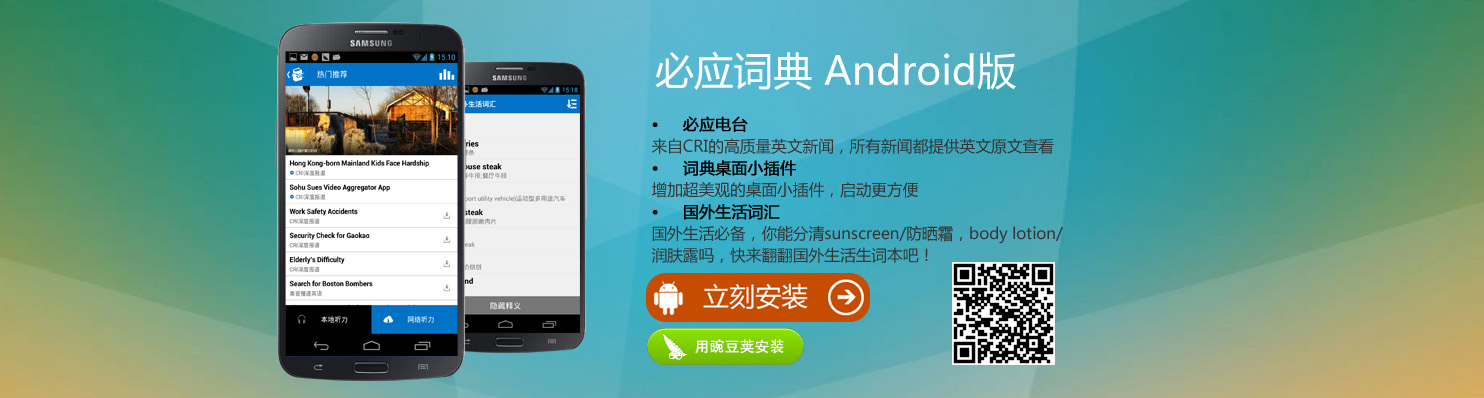 SAMSUNG
15:10
热门推荐
Hong Kong-born Mainland Kids Face Hardship
CRI深度报道
Sohu Sues Video Aggregator App
CRI深度报道
Work Safety Accidents
CRI深度报道
Security Check for Gaokao
CRI深度报道
Elderly's Difficulty
CRI深度报道
Search for Boston Bombers
美音慢速英语
本地听力
网络听力
SAMSUNG
15:18
外生活词汇
ries
ouse steak
牛排;餐厅牛排
port utility vehicle)运动型多用途汽车
steak
腿部嫩肉片
eak
nd
隐藏释义
必应词典 Android版
• 必应电台
来自CRI的高质量英文新闻，所有新闻都提供英文原文查看
• 词典桌面小插件
增加超美观的桌面小插件，启动更方便
• 国外生活词汇
国外生活必备，你能分清sunscreen/防晒霜，body lotion/
润肤露吗，快来翻翻国外生活生词本吧！
立刻安装
用豌豆荚安装